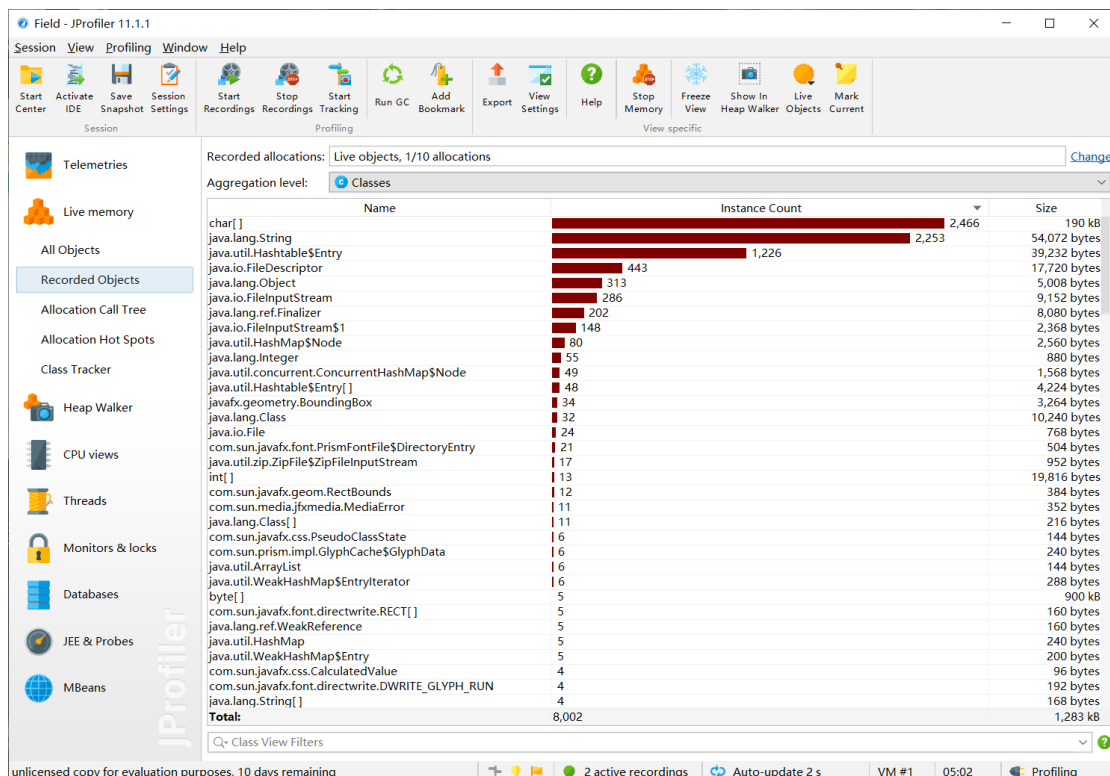 Field - JProfiler 11.1.1
Session View Profiling Window Help
Start Center Activate IDE Save Snapshot Session Settings Start Recordings Stop Recordings Start Tracking Run GC Add Bookmark Export View Settings Help Stop Memory Freeze View Show In Heap Walker Live Objects Mark Current
Session Profiling View specific
Telemetries
Live memory
All Objects
Recorded Objects
Allocation Call Tree
Allocation Hot Spots
Class Tracker
Heap Walker
CPU views
Threads
Monitors & locks
Databases
JEE & Probes
MBeans
JProfiler
Recorded allocations: Live objects, 1/10 allocations Change
Aggregation level: Classes
Name Instance Count Size
char[] 2,466 190 kB
java.lang.String 2,253 54,072 bytes
java.util.Hashtable$Entry 1,226 39,232 bytes
java.io.FileDescriptor 443 17,720 bytes
java.lang.Object 313 5,008 bytes
java.io.FileInputStream 286 9,152 bytes
java.lang.ref.Finalizer 202 8,080 bytes
java.io.FileInputStream$1 148 2,368 bytes
java.util.HashMap$Node 80 2,560 bytes
java.lang.Integer 55 880 bytes
java.util.concurrent.ConcurrentHashMap$Node 49 1,568 bytes
java.util.Hashtable$Entry[] 48 4,224 bytes
javafx.geometry.BoundingBox 34 3,264 bytes
java.lang.Class 32 10,240 bytes
java.io.File 24 768 bytes
com.sun.javafx.font.PrismFontFile$DirectoryEntry 21 504 bytes
java.util.zip.ZipFile$ZipFileInputStream 17 952 bytes
int[] 13 19,816 bytes
com.sun.javafx.geom.RectBounds 12 384 bytes
com.sun.media.jfxmedia.MediaError 11 352 bytes
java.lang.Class[] 11 216 bytes
com.sun.javafx.css.PseudoClassState 6 144 bytes
com.sun.prism.impl.GlyphCache$GlyphData 6 240 bytes
java.util.ArrayList 6 144 bytes
java.util.WeakHashMap$EntryIterator 6 288 bytes
byte[] 5 900 kB
com.sun.javafx.font.directwrite.RECT[] 5 160 bytes
java.lang.ref.WeakReference 5 160 bytes
java.util.HashMap 5 240 bytes
java.util.WeakHashMap$Entry 5 200 bytes
com.sun.javafx.css.CalculatedValue 4 96 bytes
com.sun.javafx.font.directwrite.DWRITE_GLYPH_RUN 4 192 bytes
java.lang.String[] 4 168 bytes
Total: 8,002 1,283 kB
Class View Filters
unlicensed copy for evaluation purposes, 10 days remaining 2 active recordings Auto-update 2 s VM #1 05:02 Profiling